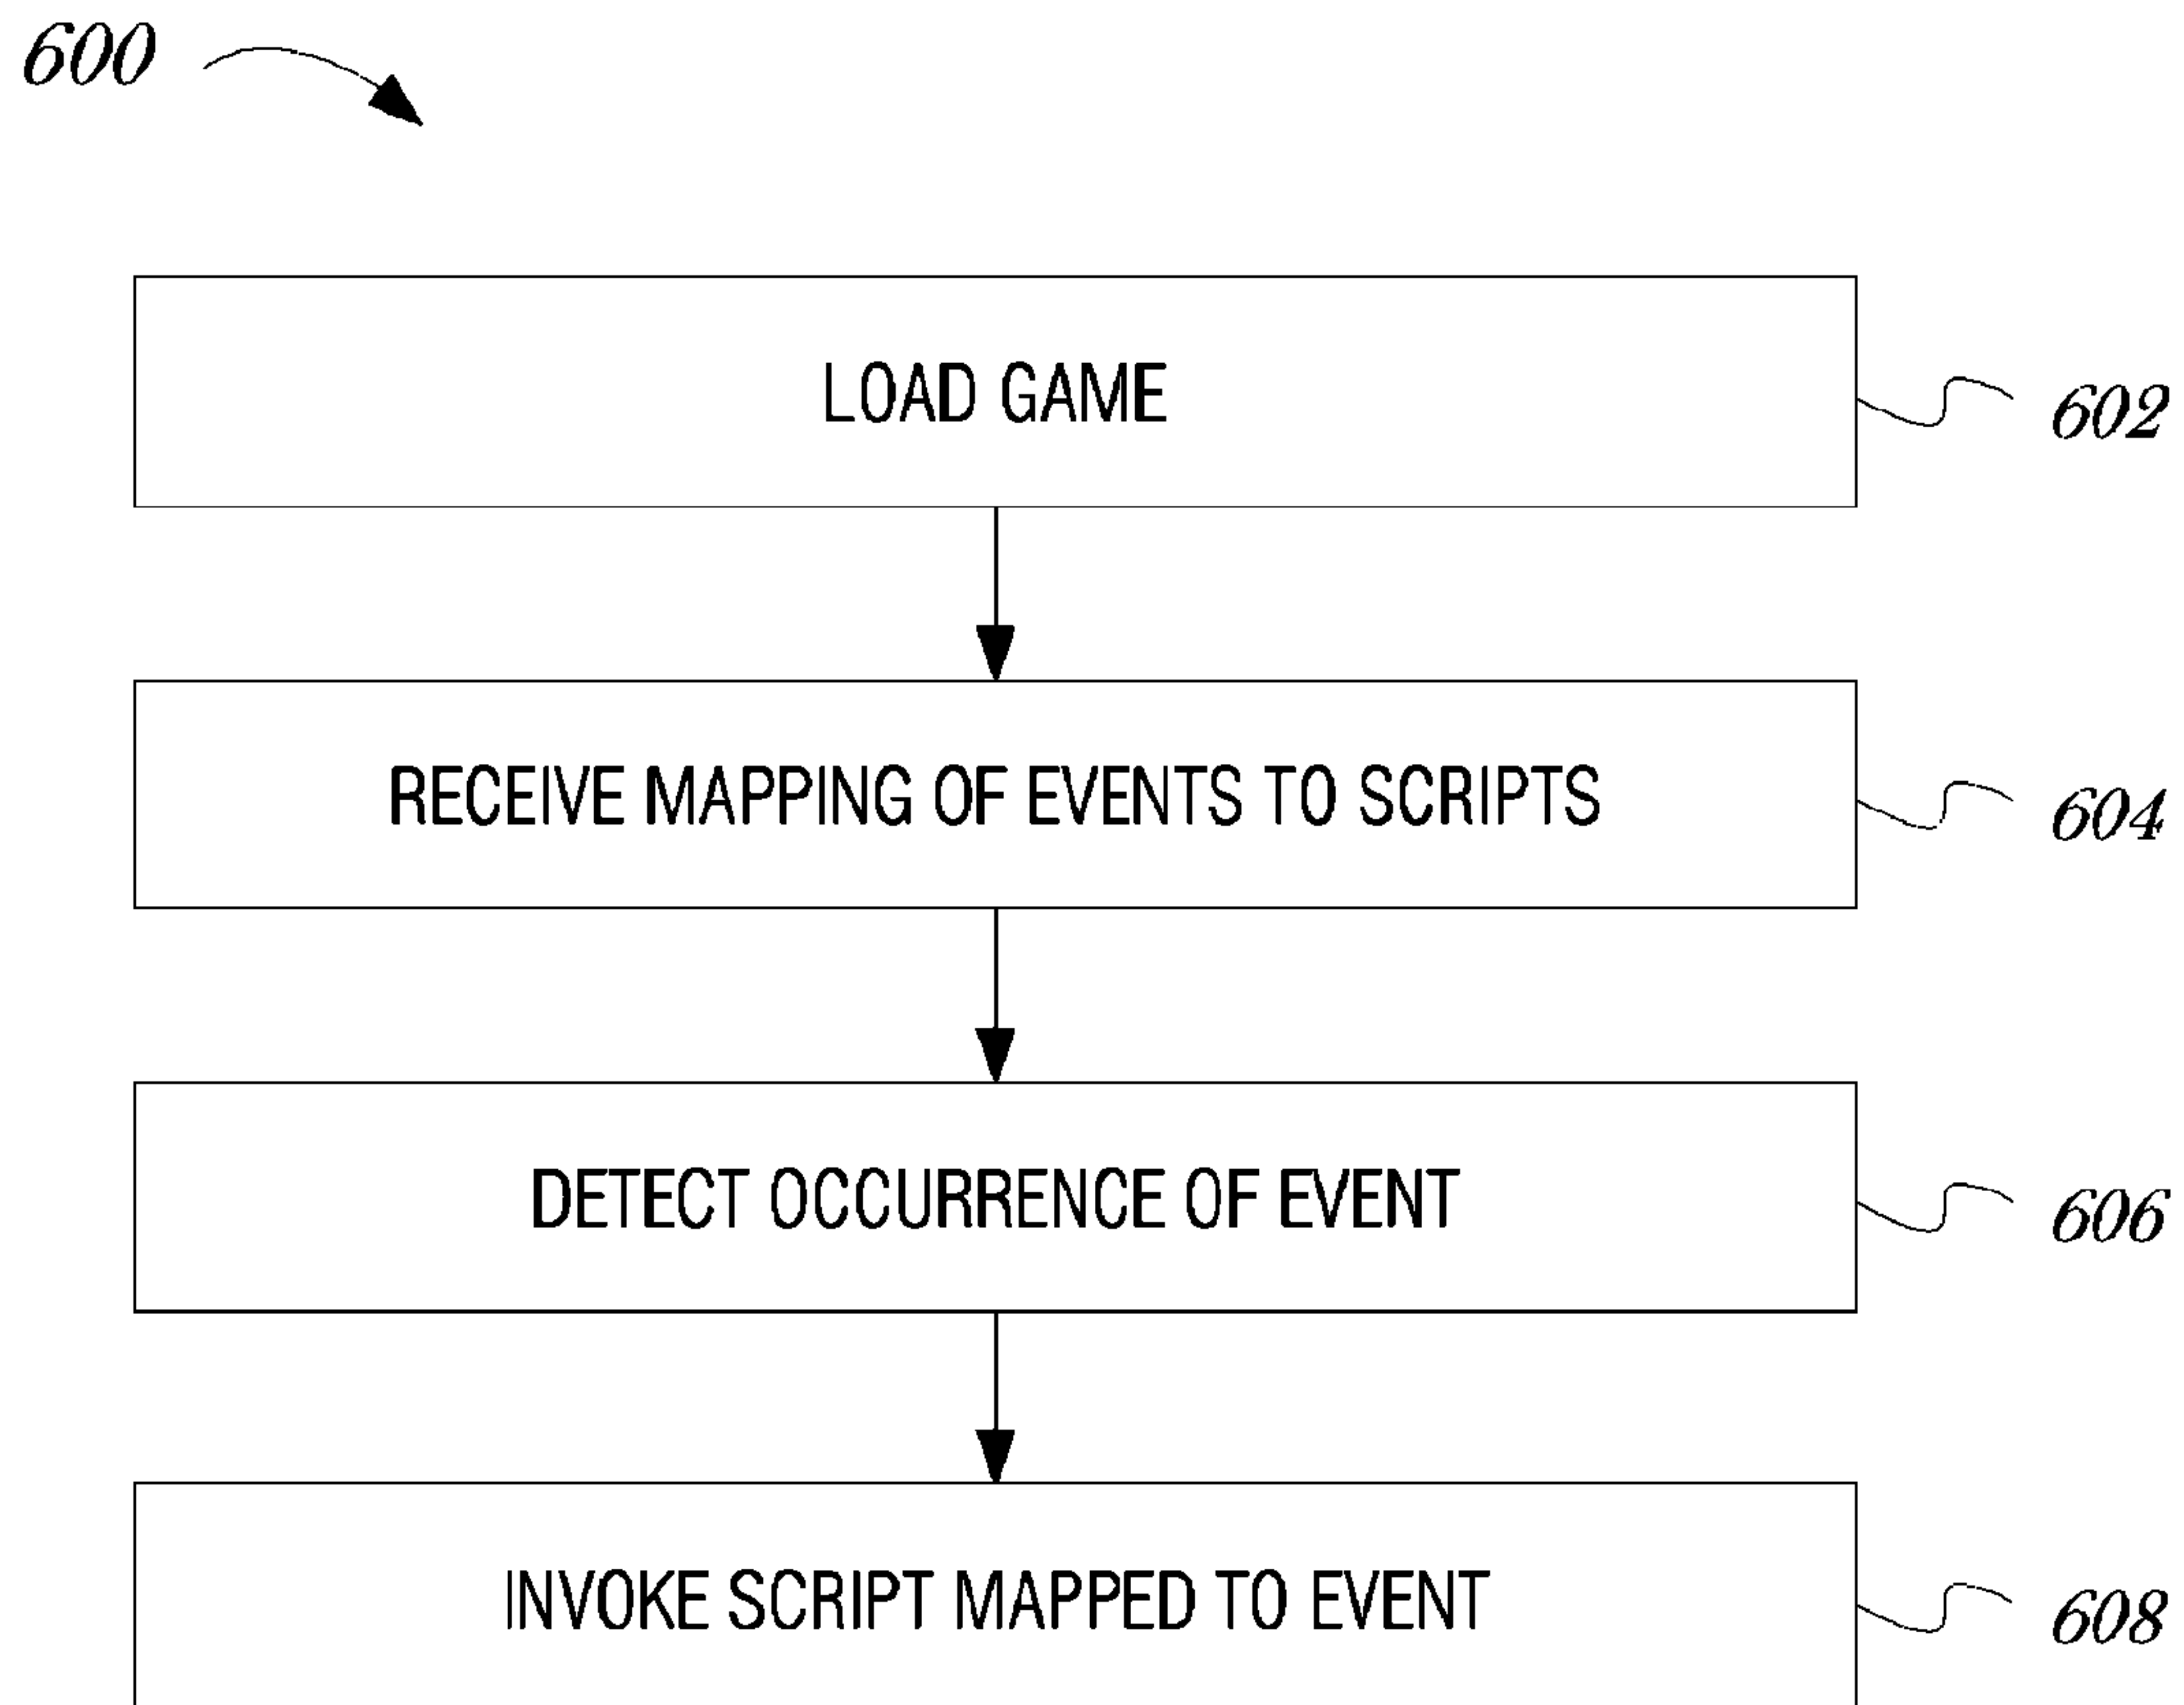 600
LOAD GAME
602
RECEIVE MAPPING OF EVENTS TO SCRIPTS
604
DETECT OCCURRENCE OF EVENT
606
INVOKE SCRIPT MAPPED TO EVENT
608